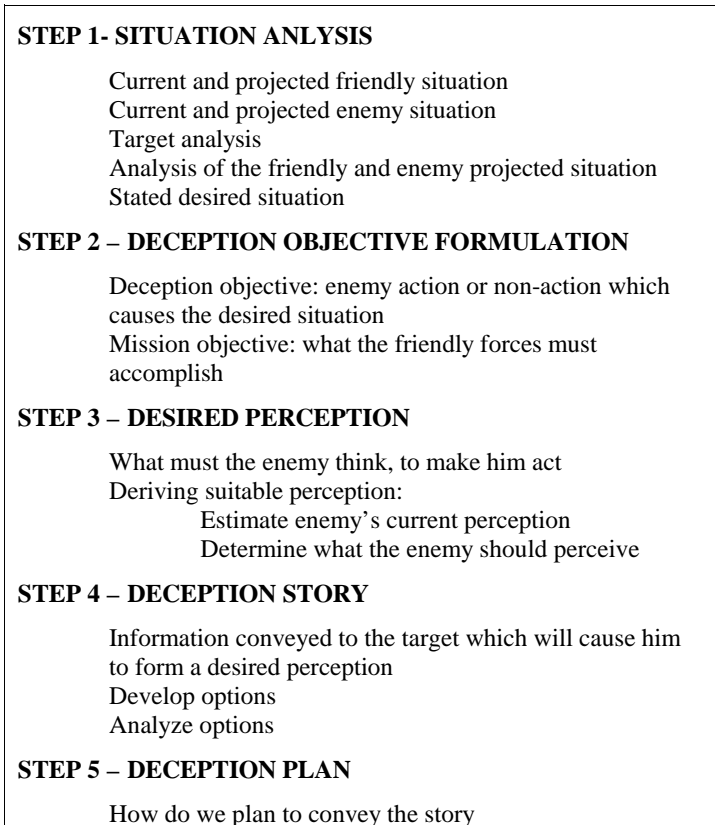 STEP 1- SITUATION ANLYSIS
Current and projected friendly situation
Current and projected enemy situation
Target analysis
Analysis of the friendly and enemy projected situation
Stated desired situation
STEP 2 – DECEPTION OBJECTIVE FORMULATION
Deception objective: enemy action or non-action which
causes the desired situation
Mission objective: what the friendly forces must
accomplish
STEP 3 – DESIRED PERCEPTION
What must the enemy think, to make him act
Deriving suitable perception:
Estimate enemy’s current perception
Determine what the enemy should perceive
STEP 4 – DECEPTION STORY
Information conveyed to the target which will cause him
to form a desired perception
Develop options
Analyze options
STEP 5 – DECEPTION PLAN
How do we plan to convey the story